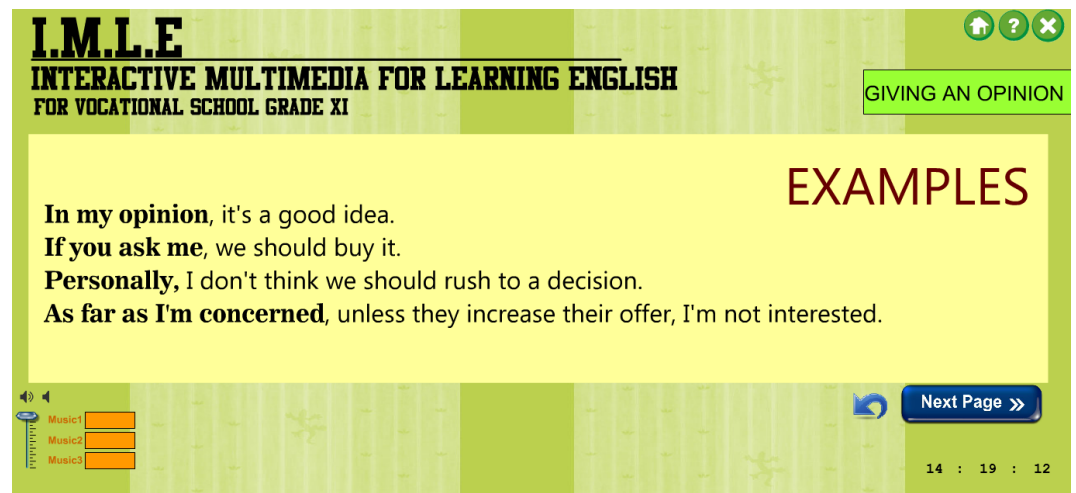 I.M.L.E
INTERACTIVE MULTIMEDIA FOR LEARNING ENGLISH
FOR VOCATIONAL SCHOOL GRADE XI
?
GIVING AN OPINION
EXAMPLES
In my opinion, it's a good idea.
If you ask me, we should buy it.
Personally, I don't think we should rush to a decision.
As far as I'm concerned, unless they increase their offer, I'm not interested.
Music1
Music2
Music3
Next Page »
14 : 19 : 12